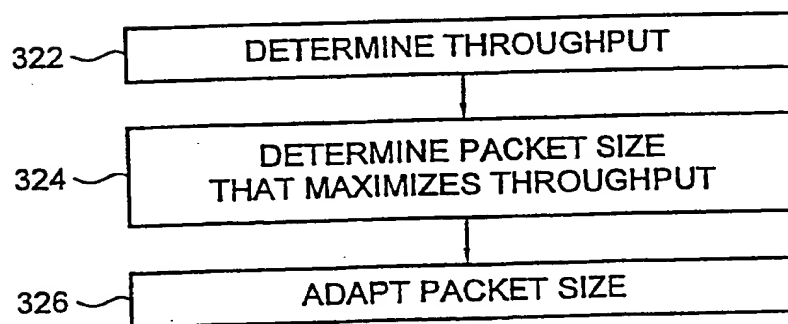 322 DETERMINE THROUGHPUT
324 DETERMINE PACKET SIZE
THAT MAXIMIZES THROUGHPUT
326 ADAPT PACKET SIZE